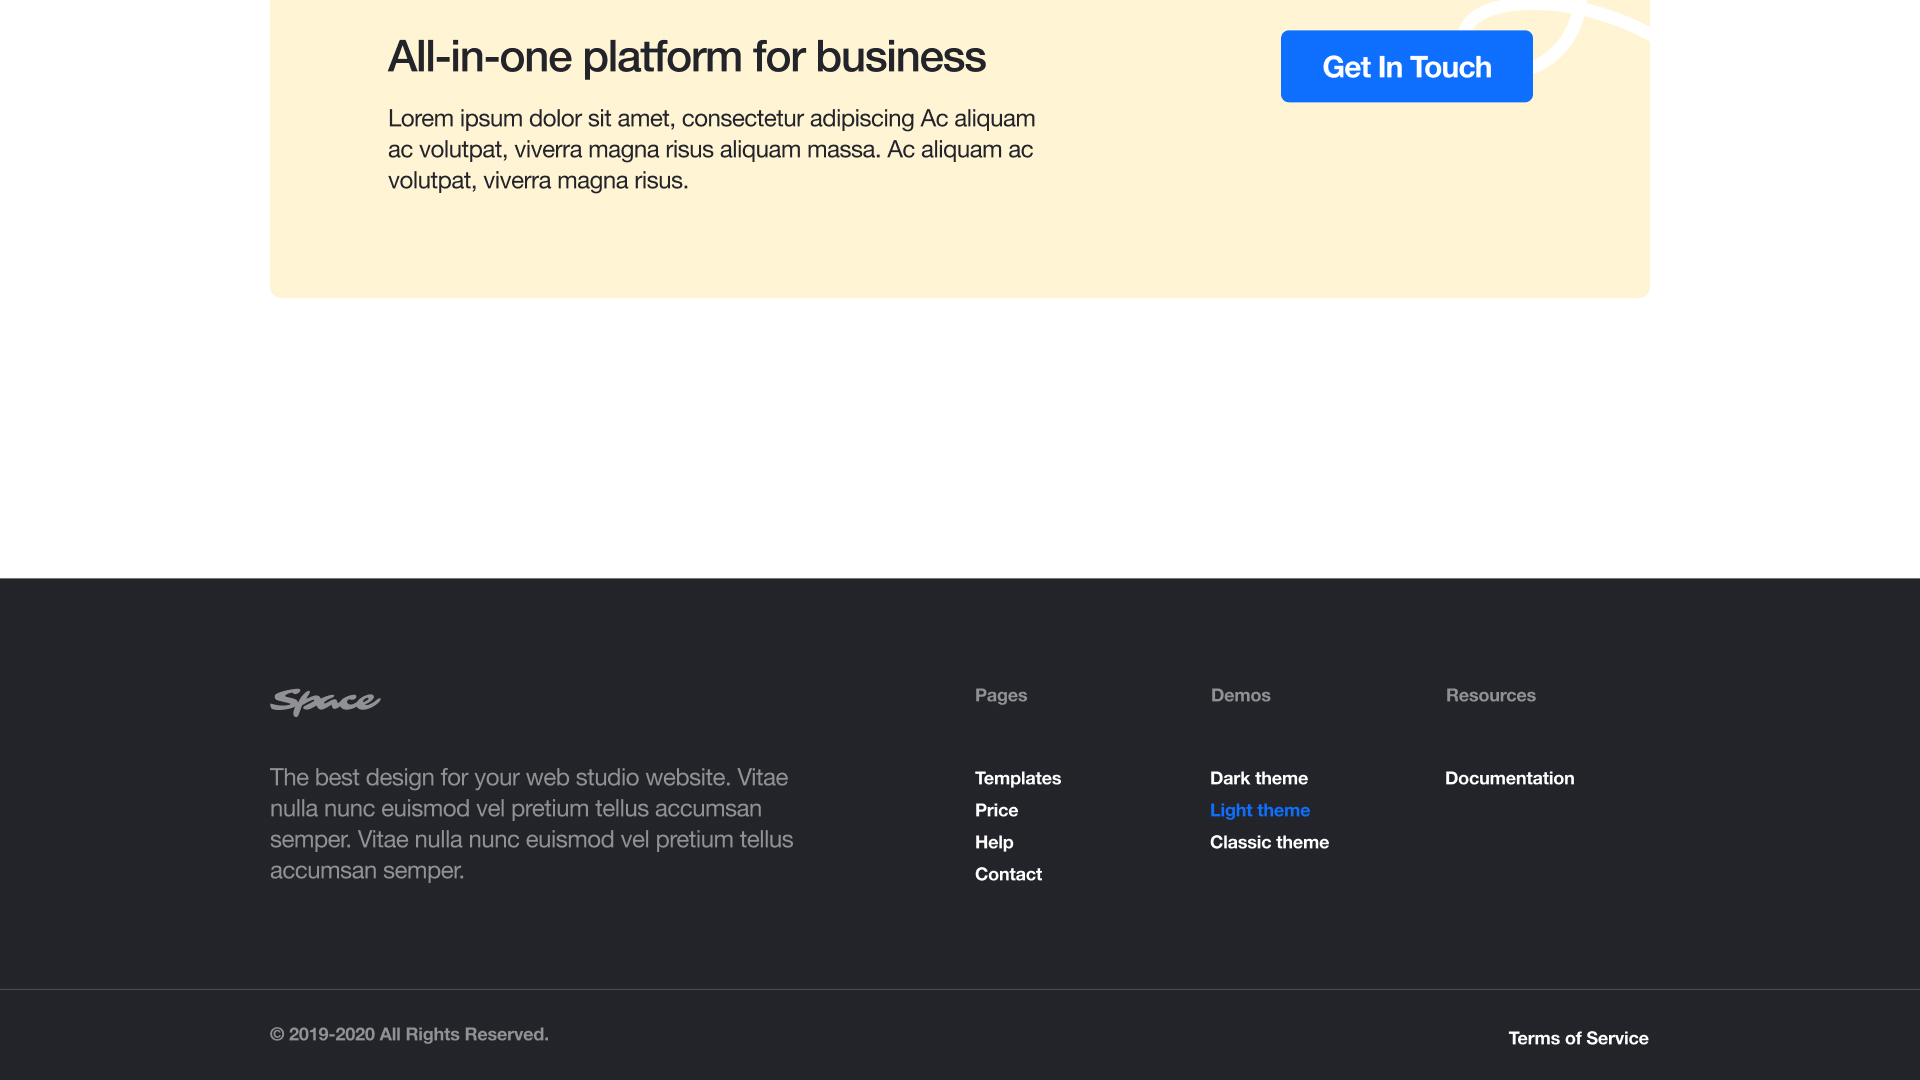 All-in-one platform for business
Get In Touch
Lorem ipsum dolor sit amet, consectetur adipiscing Ac aliquam
ac volutpat, viverra magna risus aliquam massa. Ac aliquam ac
volutpat, viverra magna risus.
Space
The best design for your web studio website. Vitae
nulla nunc euismod vel pretium tellus accumsan
semper. Vitae nulla nunc euismod vel pretium tellus
accumsan semper.
Pages
Templates
Price
Help
Contact
Demos
Dark theme
Light theme
Classic theme
Resources
Documentation
© 2019-2020 All Rights Reserved.
Terms of Service